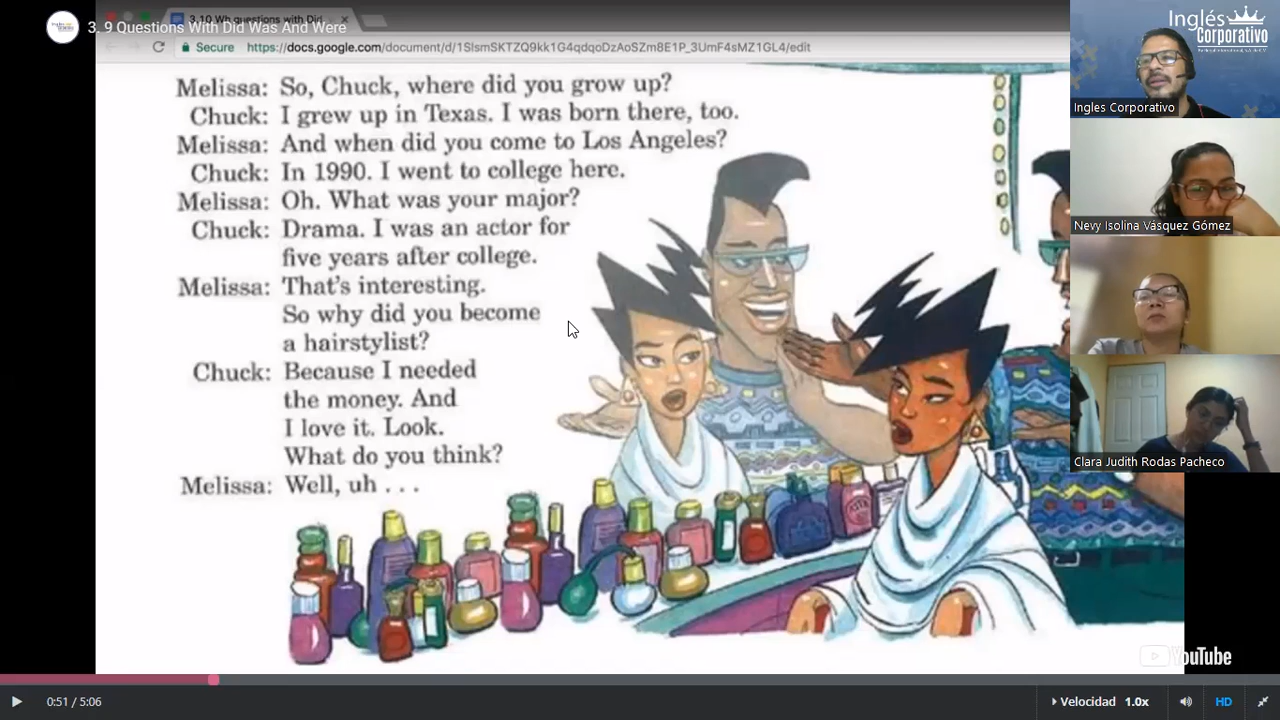 3. 9 Questions With Did Was And Were
3.10 Wh questions with Did
Secure
https://docs.google.com/document/d/1SlsmSKTZQ9kk1G4qdqoDzAoSZm8E1P_3UmF4sMZ1GL4/edit
Melissa: So, Chuck, where did you grow up?
Chuck: I grew up in Texas. I was born there, too.
Melissa: And when did you come to Los Angeles?
Chuck: In 1990. I went to college here.
Melissa: Oh. What was your major?
Chuck: Drama. I was an actor for
five years after college.
Melissa: That's interesting.
So why did you become
a hairstylist?
Chuck: Because I needed
the money. And
I love it. Look.
What do you think?
Melissa: Well, uh . . .
Inglés
Corporativo
Ingles Corporativo
Nevy Isolina Vásquez Gómez
Clara Judith Rodas Pacheco
YouTube
0:51 / 5:06
Velocidad 1.0x
HD